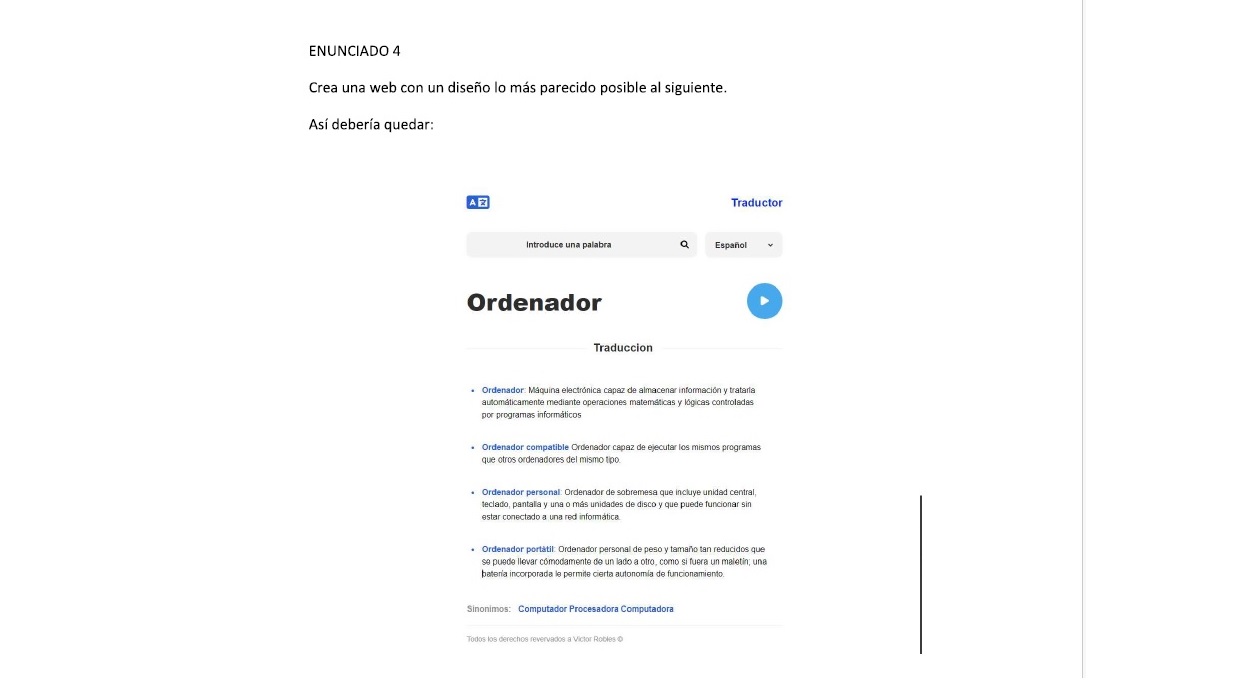 ENUNCIADO 4
Crea una web con un diseño lo más parecido posible al siguiente.
Así debería quedar:
A 文
Traductor
Introduce una palabra
Español
Ordenador
Traduccion
Ordenador: Máquina electrónica capaz de almacenar información y tratarla
automáticamente mediante operaciones matemáticas y lógicas controladas
por programas informáticos
Ordenador compatible Ordenador capaz de ejecutar los mismos programas
que otros ordenadores del mismo tipo.
Ordenador personal: Ordenador de sobremesa que incluye unidad central,
teclado, pantalla y una o más unidades de disco y que puede funcionar sin
estar conectado a una red informática.
Ordenador portátil: Ordenador personal de peso y tamaño tan reducidos que
se puede llevar cómodamente de un lado a otro, como si fuera un maletín; una
batería incorporada le permite cierta autonomía de funcionamiento.
Sinonimos: Computador Procesadora Computadora
Todos los derechos revervados a Victor Robles ©